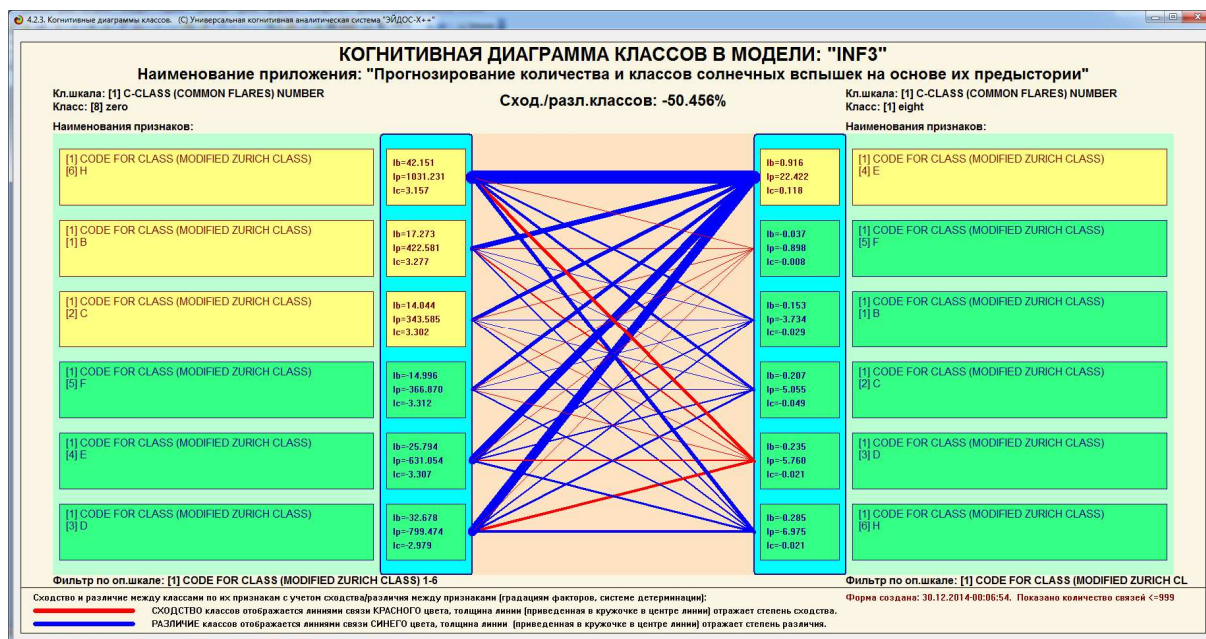 4.2.3. Когнитивные диаграммы классов. (С) Универсальная когнитивная аналитическая система "ЭЙДОС-X++"
КОГНИТИВНАЯ ДИАГРАММА КЛАССОВ В МОДЕЛИ: "INF3"
Наименование приложения: "Прогнозирование количества и классов солнечных вспышек на основе их предыстории"
Кл.шкала: [1] C-CLASS (COMMON FLARES) NUMBER
Класс: [8] zero
Сход./разл.классов: -50.456%
Кл.шкала: [1] C-CLASS (COMMON FLARES) NUMBER
Класс: [1] eight
Наименования признаков:
Наименования признаков:
[1] CODE FOR CLASS (MODIFIED ZURICH CLASS)
[6] H
Ib=42.151
Ip=1031.231
Ic=3.157
Ib=0.916
Ip=22.422
Ic=0.118
[1] CODE FOR CLASS (MODIFIED ZURICH CLASS)
[4] E
[1] CODE FOR CLASS (MODIFIED ZURICH CLASS)
[1] B
Ib=17.273
Ip=422.581
Ic=3.277
Ib=-0.037
Ip=-0.898
Ic=-0.008
[1] CODE FOR CLASS (MODIFIED ZURICH CLASS)
[5] F
[1] CODE FOR CLASS (MODIFIED ZURICH CLASS)
[2] C
Ib=14.044
Ip=343.585
Ic=3.302
Ib=-0.153
Ip=-3.734
Ic=-0.029
[1] CODE FOR CLASS (MODIFIED ZURICH CLASS)
[1] B
[1] CODE FOR CLASS (MODIFIED ZURICH CLASS)
[5] F
Ib=-14.996
Ip=-366.870
Ic=-3.312
Ib=-0.207
Ip=-5.055
Ic=-0.049
[1] CODE FOR CLASS (MODIFIED ZURICH CLASS)
[2] C
[1] CODE FOR CLASS (MODIFIED ZURICH CLASS)
[4] E
Ib=-25.794
Ip=-631.054
Ic=-3.307
Ib=-0.235
Ip=-5.760
Ic=-0.021
[1] CODE FOR CLASS (MODIFIED ZURICH CLASS)
[3] D
[1] CODE FOR CLASS (MODIFIED ZURICH CLASS)
[3] D
Ib=-32.678
Ip=-799.474
Ic=-2.979
Ib=-0.285
Ip=-6.975
Ic=-0.021
[1] CODE FOR CLASS (MODIFIED ZURICH CLASS)
[6] H
Фильтр по оп.шкале: [1] CODE FOR CLASS (MODIFIED ZURICH CLASS) 1-6
Фильтр по оп.шкале: [1] CODE FOR CLASS (MODIFIED ZURICH CL
Сходство и различие между классами по их признакам с учетом сходства/различия между признаками (градациям факторов, системе детерминации):
Форма создана: 30.12.2014-00:06:54. Показано количество связей <=999
СХОДСТВО классов отображается линиями связи КРАСНОГО цвета, толщина линии (приведенная в кружочке в центре линии) отражает степень сходства.
РАЗЛИЧИЕ классов отображается линиями связи СИНЕГО цвета, толщина линии (приведенная в кружочке в центре линии) отражает степень различия.